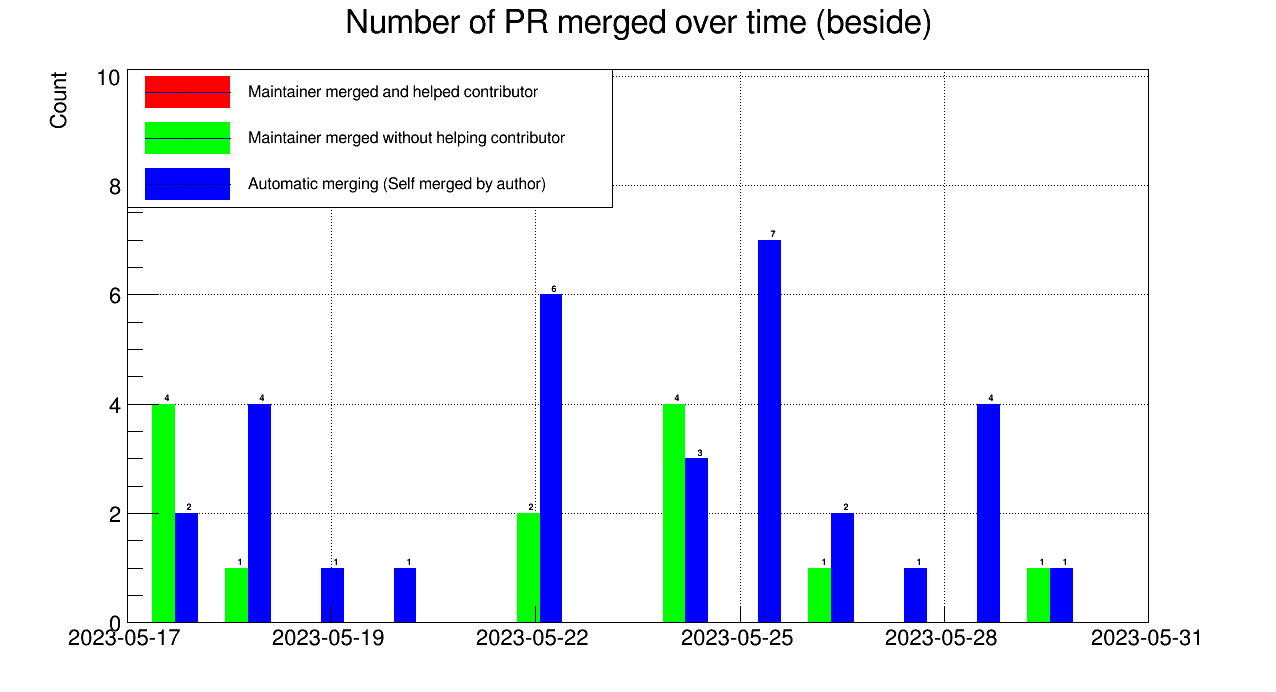 Number of PR merged over time (beside)
Count
10
Maintainer merged and helped contributor
Maintainer merged without helping contributor
8
Automatic merging (Self merged by author)
7
6
6
4
4 4 4 4
3
2
2 2 2
1 1 1 1 1 1 1
0
2023-05-17 2023-05-19 2023-05-22 2023-05-25 2023-05-28 2023-05-31